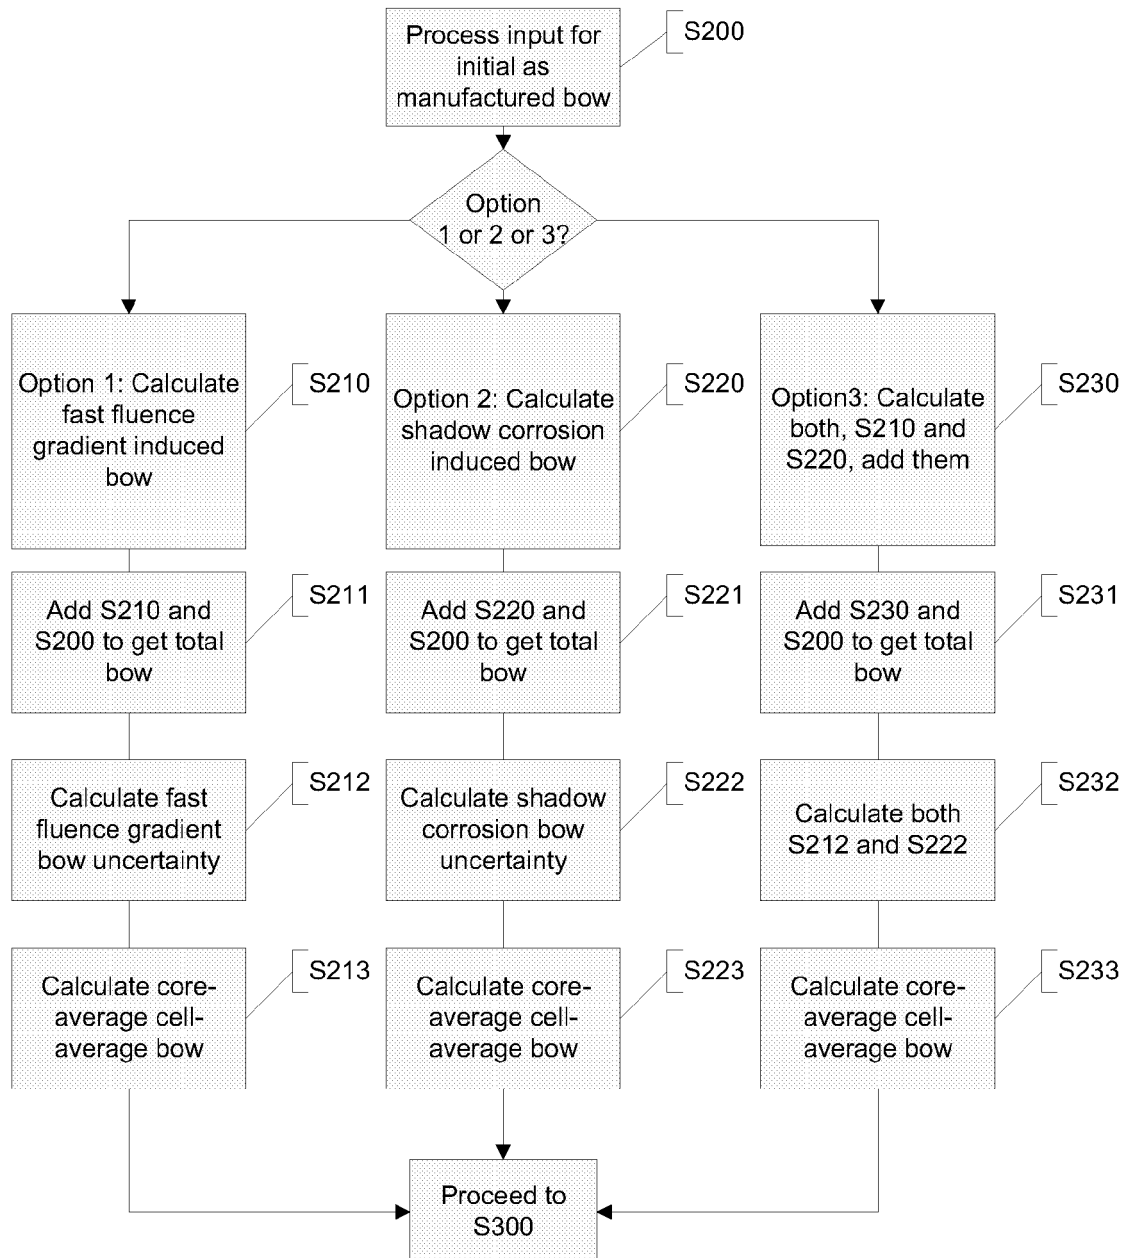 Process input for
initial as
manufactured bow
S200
Option
1 or 2 or 3?
Option 1: Calculate
fast fluence
gradient induced
bow
S210
Option 2: Calculate
shadow corrosion
induced bow
S220
Option3: Calculate
both, S210 and
S220, add them
S230
Add S210 and
S200 to get total
bow
S211
Add S220 and
S200 to get total
bow
S221
Add S230 and
S200 to get total
bow
S231
Calculate fast
fluence gradient
bow uncertainty
S212
Calculate shadow
corrosion bow
uncertainty
S222
Calculate both
S212 and S222
S232
Calculate core-
average cell-
average bow
S213
Calculate core-
average cell-
average bow
S223
Calculate core-
average cell-
average bow
S233
Proceed to
S300